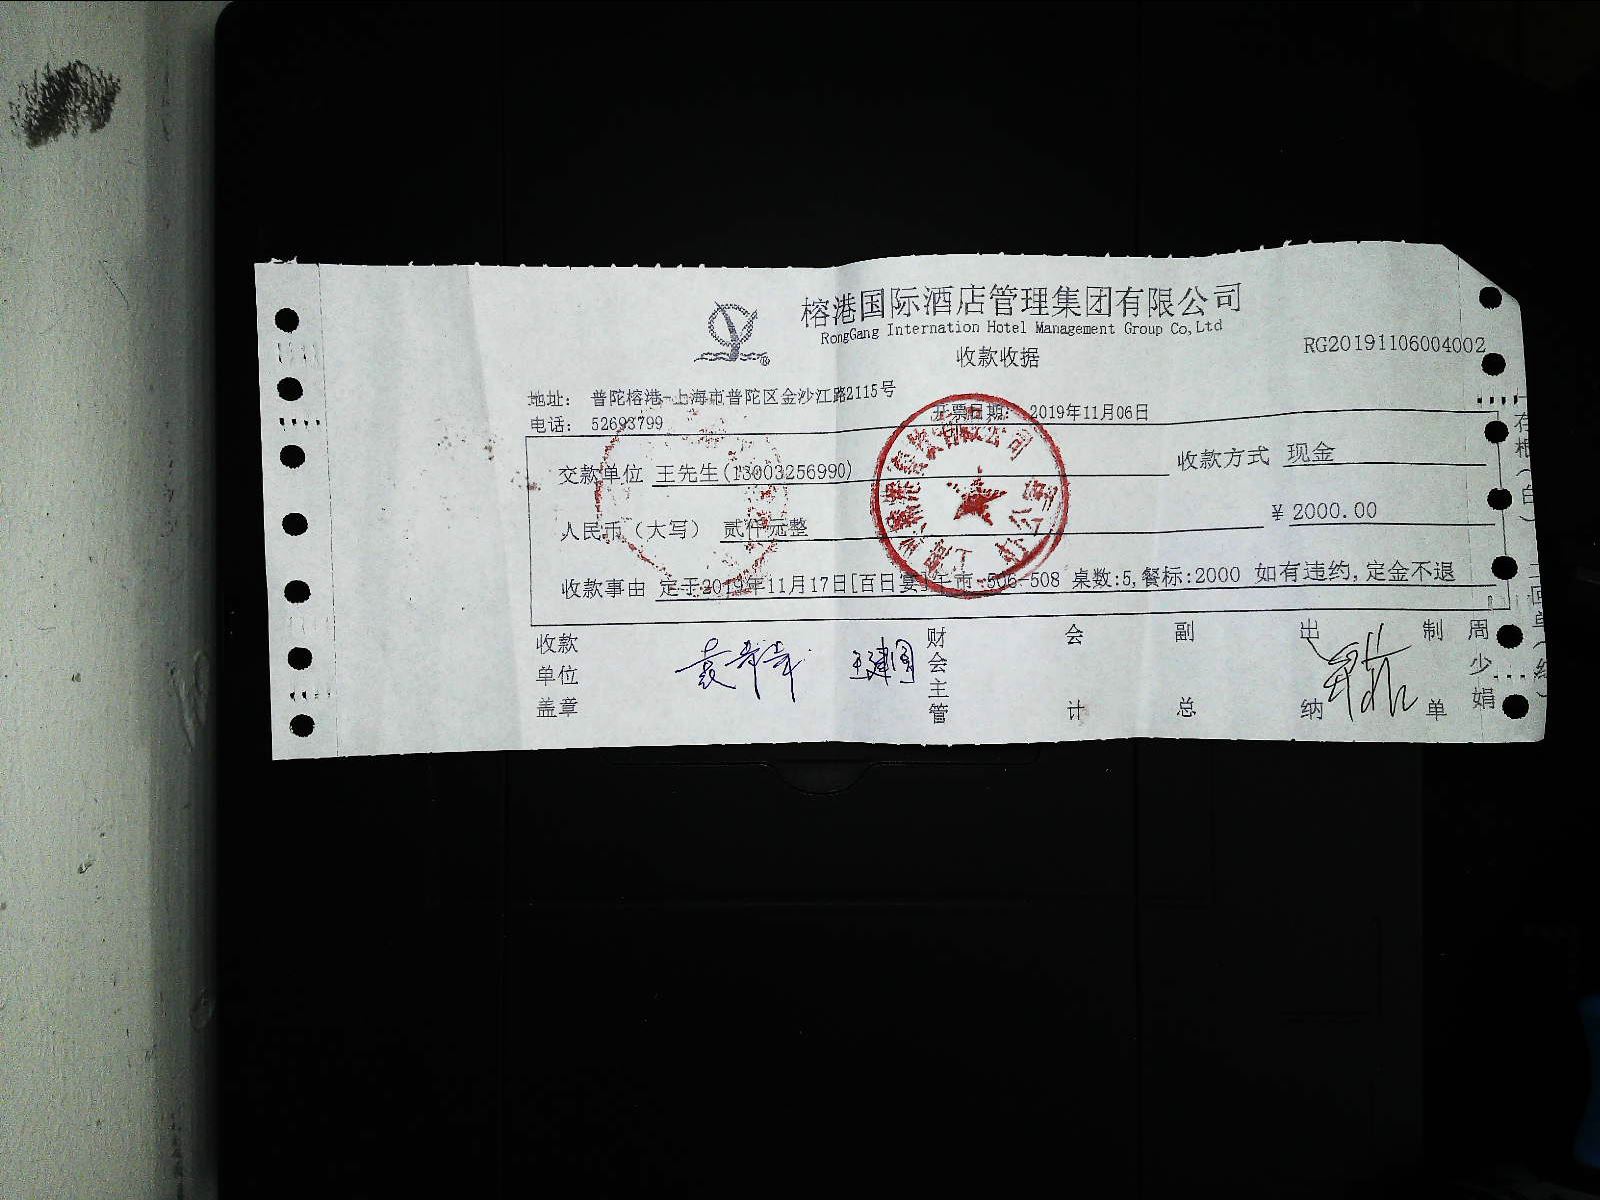 榕港国际酒店管理集团有限公司
RongGang Internation Hotel Management Group Co,Ltd
收款收据
RG20191106004002
地址: 普陀榕港-上海市普陀区金沙江路2115号
电话: 52693799 开票日期: 2019年11月06日
交款单位 王先生(13003256990) 收款方式 现金
人民币(大写) 贰仟元整 ¥ 2000.00
收款事由 定于2019年11月17日[百日宴]午市:506-508 桌数:5,餐标:2000 如有违约,定金不退
收款单位盖章 王建国 财会主管 会计 副总 出纳 制单 周少娟